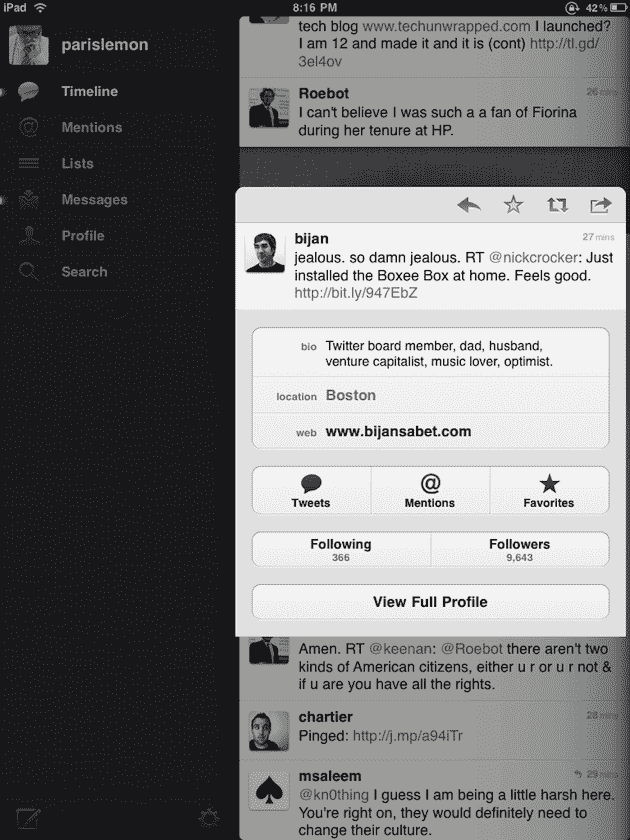 iPad
8:16 PM
42%
parislemon
Timeline
Mentions
Lists
Messages
Profile
Search
tech blog www.techunwrapped.com I launched?
I am 12 and made it and it is (cont) http://tl.gd/
3el4ov
Roebot
26 mins
I can't believe I was such a a fan of Fiorina
during her tenure at HP.
bijan
27 mins
jealous. so damn jealous. RT @nickcrocker: Just
installed the Boxee Box at home. Feels good.
http://bit.ly/947EbZ
bio Twitter board member, dad, husband,
venture capitalist, music lover, optimist.
location Boston
web www.bijansabet.com
Tweets
@
Mentions
Favorites
Following
366
Followers
9,643
View Full Profile
Amen. RT @keenan: @Roebot there aren't two
kinds of American citizens, either u r or u r not &
if u are you have all the rights.
chartier
28 mins
Pinged: http://j.mp/a94iTr
msaleem
29 mins
@kn0thing I guess I am being a little harsh here.
You're right on, they would definitely need to
change their culture.